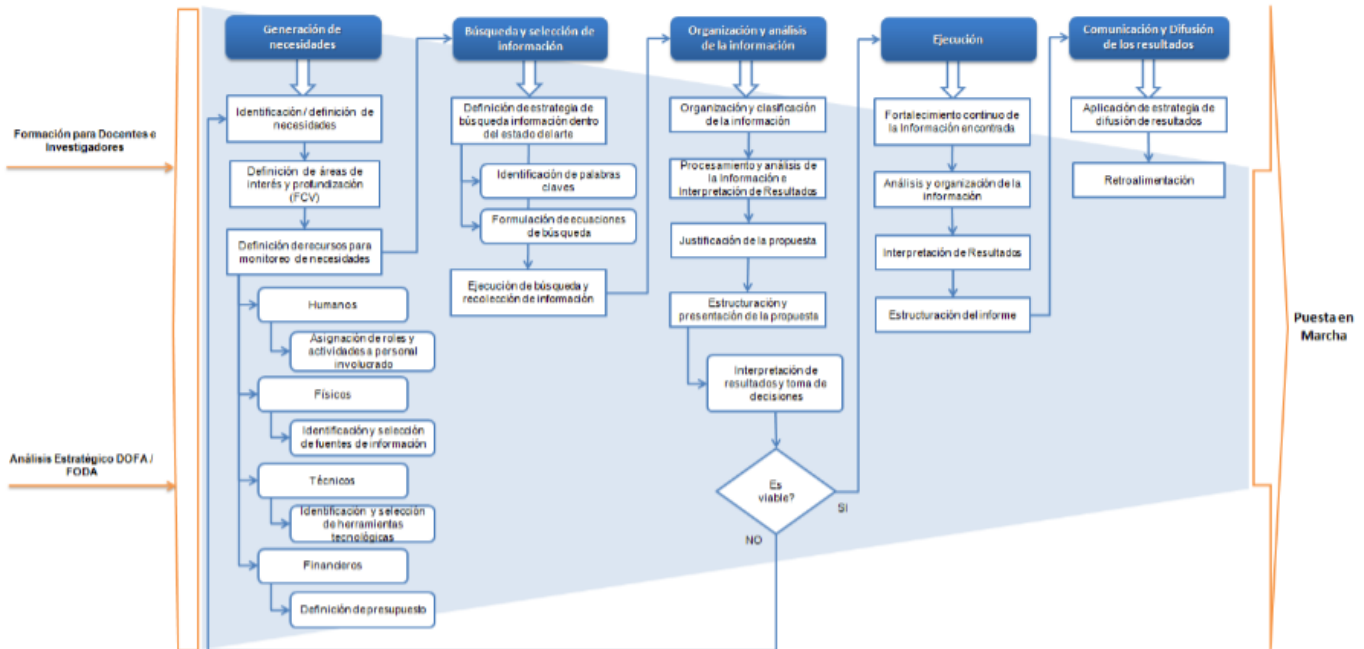 Generación de
necesidades
Búsqueda y selección de
información
Organización y análisis
de la información
Ejecución
Comunicación y Difusión
de los resultados
Formación para Docentes e
Investigadores
Análisis Estratégico DOFA /
FODA
Identificación / definición de
necesidades
Definición de áreas de
interés y profundización
(FCV)
Definición de recursos para
monitoreo de necesidades
Humanos
Asignación de roles y
actividades a personal
involucrado
Físicos
Identificación y selección
de fuentes de información
Técnicos
Identificación y selección
de herramientas
tecnológicas
Financieros
Definición de presupuesto
Definición de estrategia de
búsqueda información dentro
del estado del arte
Identificación de palabras
claves
Formulación de ecuaciones
de búsqueda
Ejecución de búsqueda y
recolección de información
Organización y clasificación
de la información
Procesamiento y análisis de
la Información e
Interpretación de Resultados
Justificación de la propuesta
Estructuración y
presentación de la propuesta
Interpretación de
resultados y toma de
decisiones
Es
viable?
SI
NO
Fortalecimiento continuo de
la Información encontrada
Análisis y organización de la
información
Interpretación de Resultados
Estructuración del informe
Aplicación de estrategia de
difusión de resultados
Retroalimentación
Puesta en
Marcha